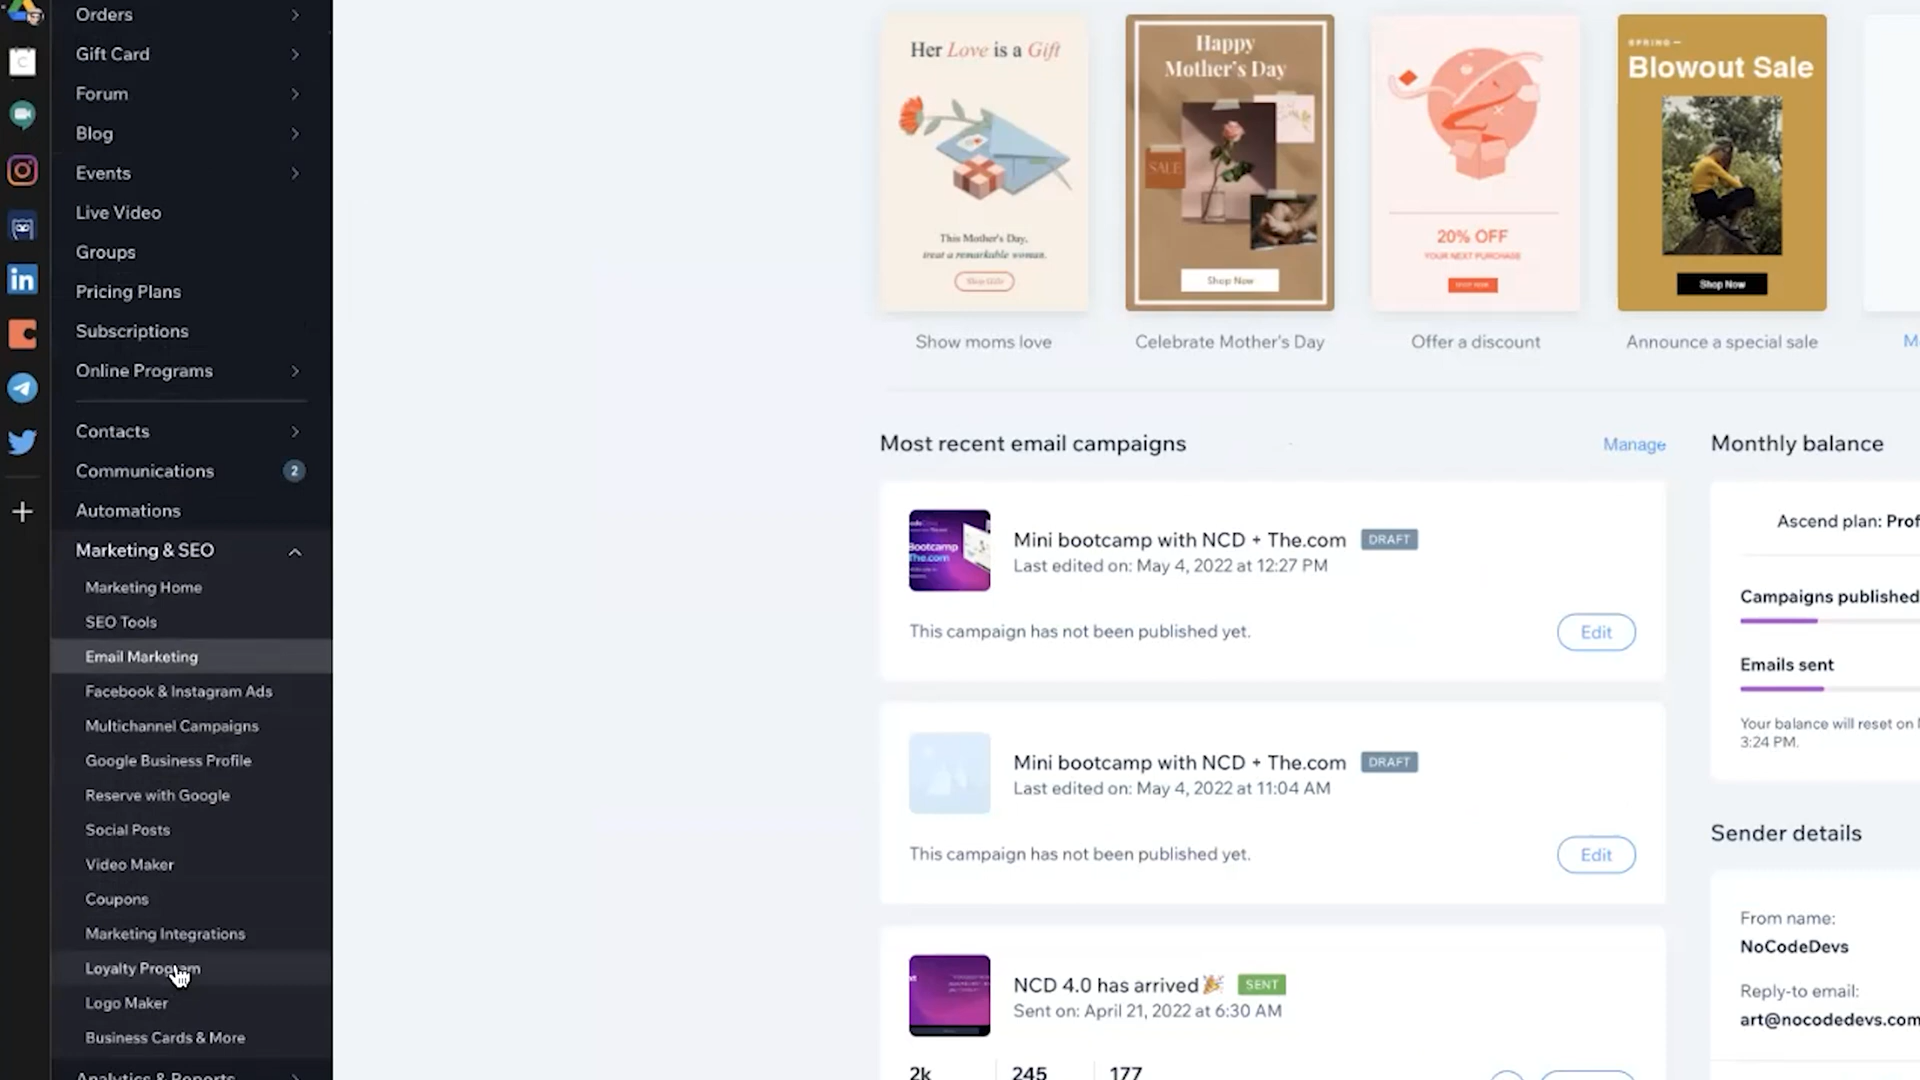 Orders
Gift Card
Forum
Blog
Events
Live Video
Groups
Pricing Plans
Subscriptions
Online Programs
Contacts
Communications 2
Automations
Marketing & SEO
Marketing Home
SEO Tools
Email Marketing
Facebook & Instagram Ads
Multichannel Campaigns
Google Business Profile
Reserve with Google
Social Posts
Video Maker
Coupons
Marketing Integrations
Loyalty Program
Logo Maker
Business Cards & More
Analytics & Reports
Her Love is a Gift
This Mother's Day,
treat a remarkable woman.
Shop Gifts
Show moms love
Happy
Mother's Day
SALE
Shop Now
Celebrate Mother's Day
20% OFF
YOUR NEXT PURCHASE
SHOP NOW
Offer a discount
SPRING
Blowout Sale
Shop Now
Announce a special sale
Most recent email campaigns
Manage
Bootcamp
The.com
Mini bootcamp with NCD + The.com DRAFT
Last edited on: May 4, 2022 at 12:27 PM
This campaign has not been published yet.
Edit
Mini bootcamp with NCD + The.com DRAFT
Last edited on: May 4, 2022 at 11:04 AM
This campaign has not been published yet.
Edit
NCD 4.0 has arrived🎉 SENT
Sent on: April 21, 2022 at 6:30 AM
2k 245 177
Monthly balance
Ascend plan: Prof
Campaigns published
Emails sent
Your balance will reset on
3:24 PM.
Sender details
From name:
NoCodeDevs
Reply-to email:
art@nocodedevs.com